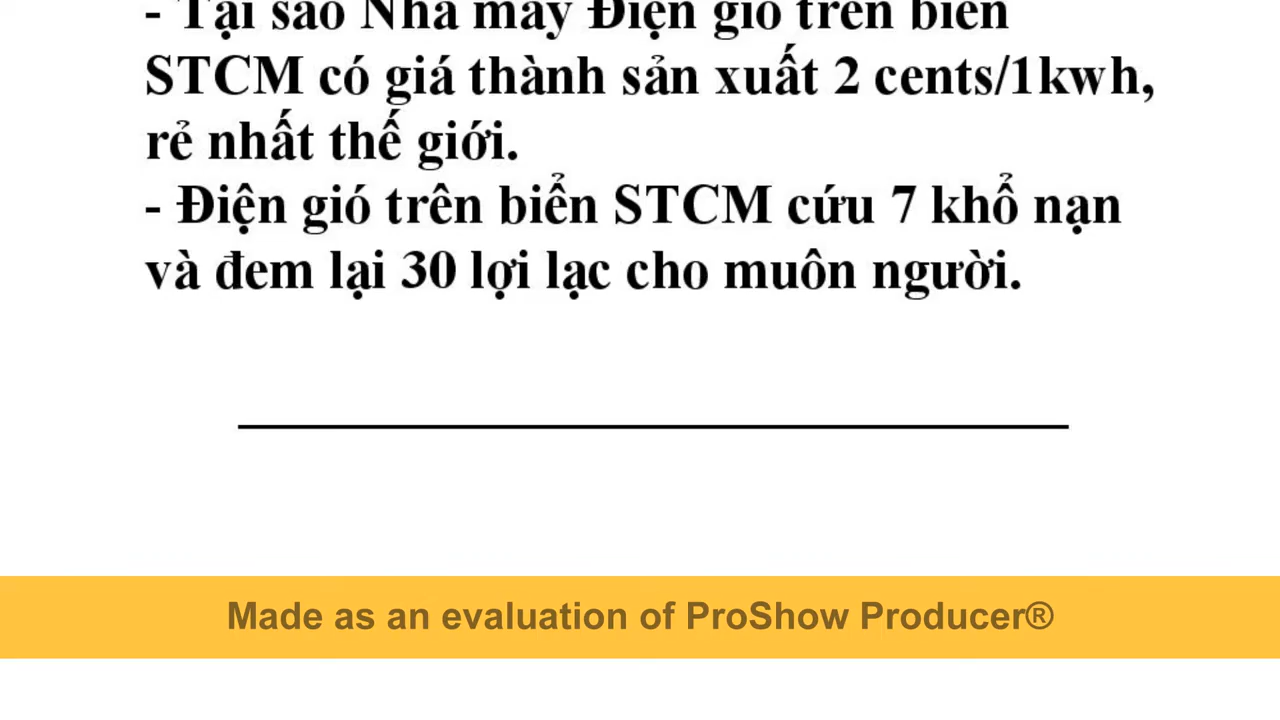 - Tại sao Nhà máy Điện gió trên biển
STCM có giá thành sản xuất 2 cents/1kwh,
rẻ nhất thế giới.
- Điện gió trên biển STCM cứu 7 khổ nạn
và đem lại 30 lợi lạc cho muôn người.
Made as an evaluation of ProShow Producer®